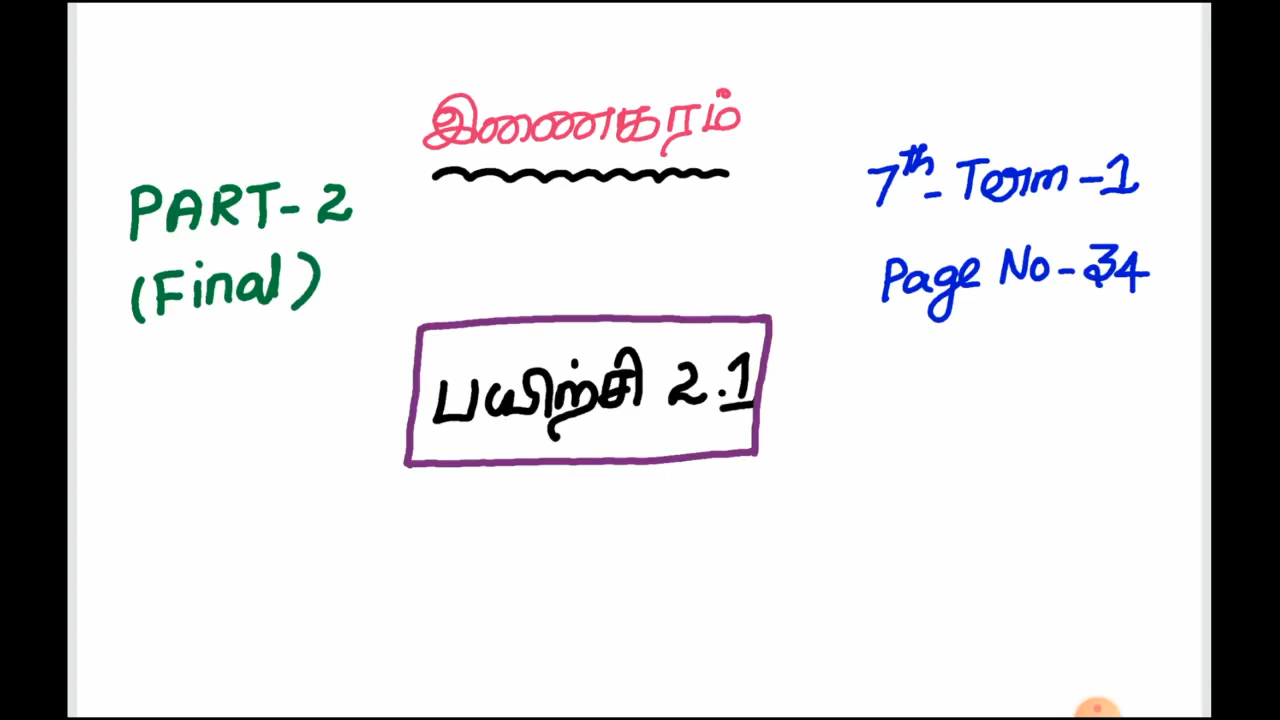 இணைகரம்
PART-2
(Final)
7th- Term-1
Page No-34
பயிற்சி 2.1